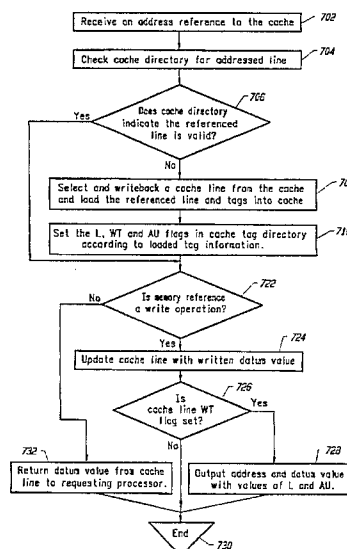 Receive an address reference to the cache
702
Check cache directory for addressed line
704
706
Does cache directory
indicate the referenced
line is valid?
Yes
No
Select and writeback a cache line from the cache
and load the referenced line and tags into cache
Set the L, WT and AU flags in cache tag directory
according to loaded tag information.
722
Is memory reference
a write operation?
No
Yes
724
Update cache line with written datum value
726
Is
cache line WT
flag set?
Yes
No
732
728
Return datum value from cache
line to requesting processor.
Output address and datum value
with values of L and AU.
End
730